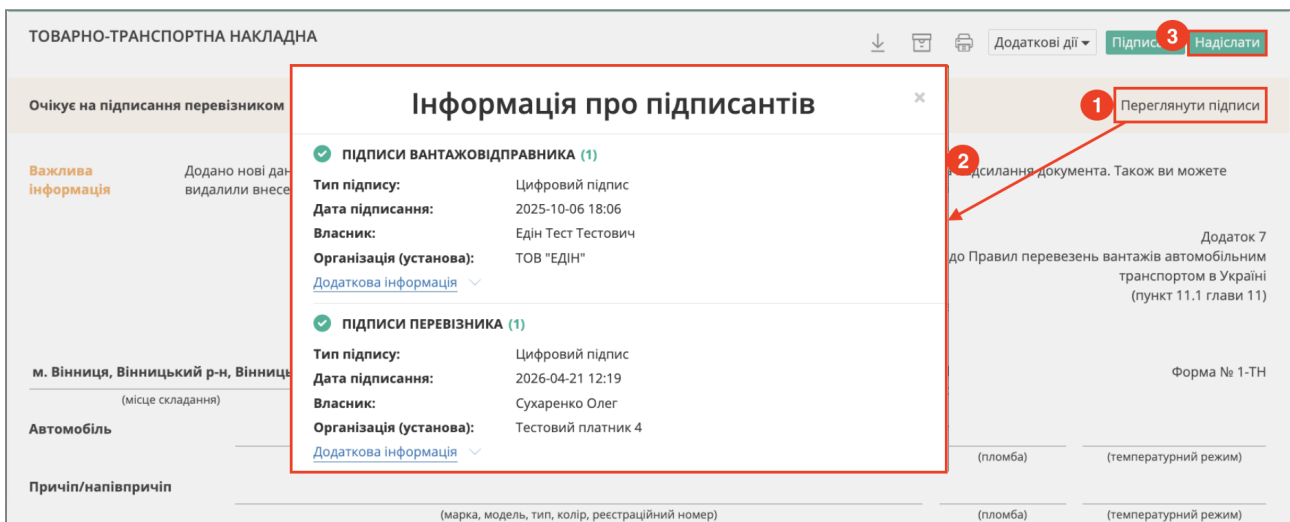 ТОВАРНО-ТРАНСПОРТНА НАКЛАДНА
Додаткові дії
3
Надіслати
Очікує на підписання перевізником
1
Переглянути підписи
Інформація про підписантів
×
ПІДПИСИ ВАНТАЖОВІДПРАВНИКА (1)
Тип підпису: Цифровий підпис
Дата підписання: 2025-10-06 18:06
Власник: Едін Тест Тестович
Організація (установа): ТОВ "ЕДІН"
Додаткова інформація
ПІДПИСИ ПЕРЕВІЗНИКА (1)
Тип підпису: Цифровий підпис
Дата підписання: 2026-04-21 12:19
Власник: Сухаренко Олег
Організація (установа): Тестовий платник 4
Додаткова інформація
2
Важлива Додано нові документа. Також ви можете
інформація видалили
Додаток 7
до Правил перевезень вантажів автомобільним
транспортом в Україні
(пункт 11.1 глави 11)
м. Вінниця, Вінницький р-н, Форма № 1-ТН
(місце складання)
Автомобіль
(пломба) (температурний режим)
Причіп/напівпричіп
(марка, модель, тип, колір, реєстраційний номер) (пломба) (температурний режим)